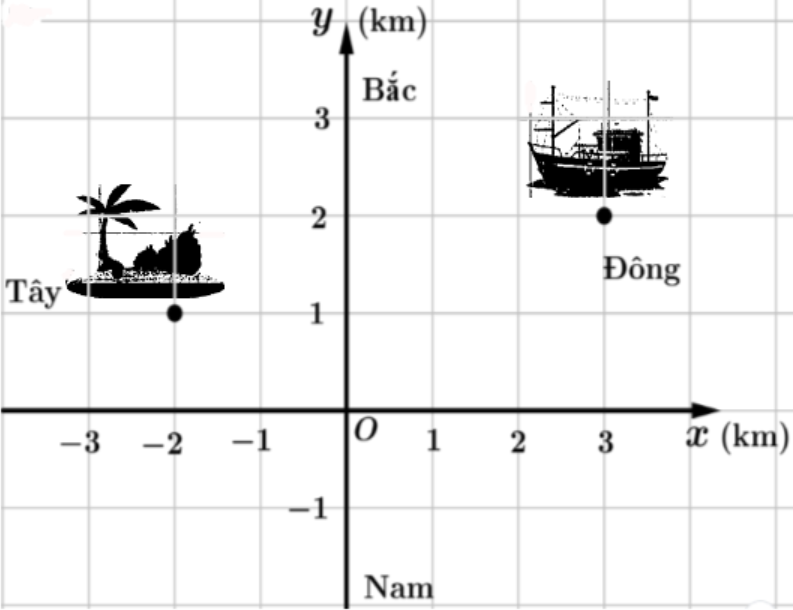 y (km)
Bắc
3
2
Đông
Tây
1
O
−3 −2 −1 1 2 3 x (km)
−1
Nam